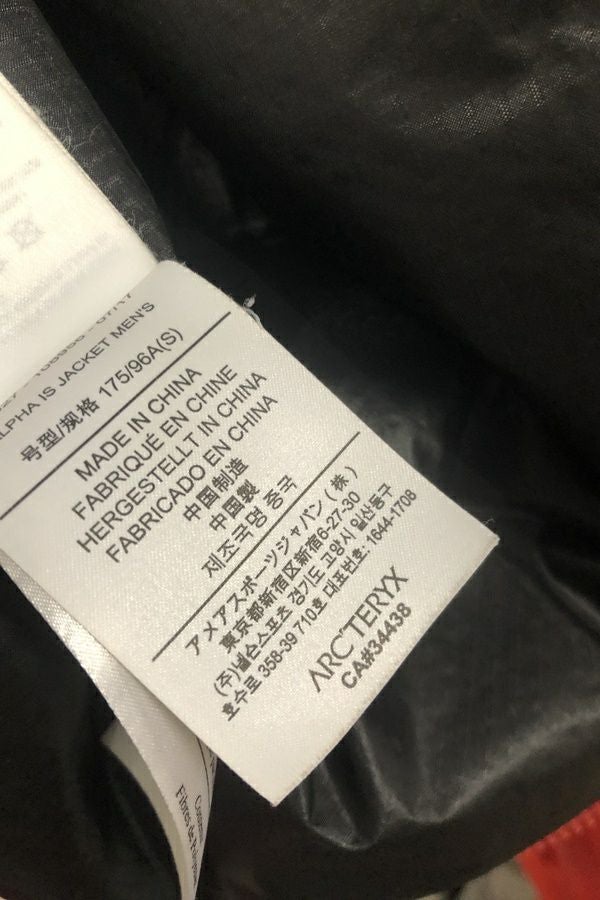 ALPHA IS JACKET MEN'S
号型/规格 175/96A(S)
MADE IN CHINA
FABRIQUÉ EN CHINE
HERGESTELLT IN CHINA
FABRICADO EN CHINA
中国制造
中国製
제조국명 중국
アメアスポーツジャパン (株)
東京都新宿区新宿6-27-30
(주)넬슨스포츠 경기도 고양시 일산동구
호수로 358-39 710호 대표번호: 1644-1708
ARC'TERYX
CA#34438
Fibres de